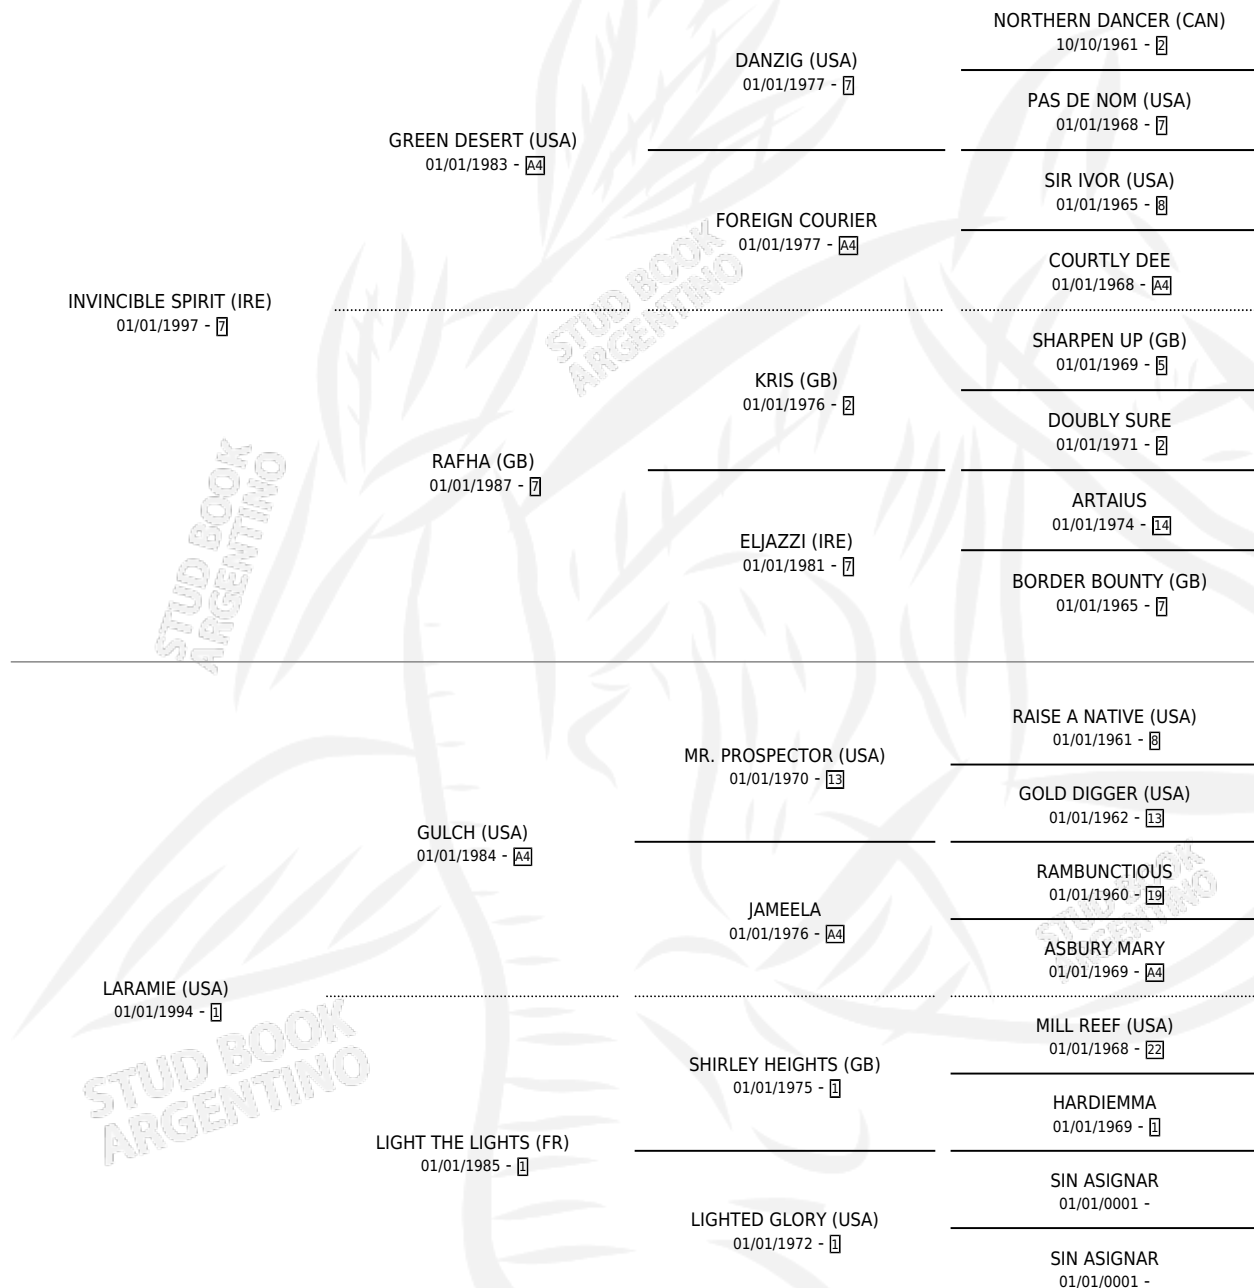 NORTHERN DANCER (CAN)
10/10/1961 - 2
DANZIG (USA)
01/01/1977 - 7
PAS DE NOM (USA)
01/01/1968 - 7
GREEN DESERT (USA)
01/01/1983 - A4
SIR IVOR (USA)
01/01/1965 - 8
FOREIGN COURIER
01/01/1977 - A4
COURTLY DEE
01/01/1968 - A4
INVINCIBLE SPIRIT (IRE)
01/01/1997 - 7
STUD BOOK
ARGENTINO
SHARPEN UP (GB)
01/01/1969 - 5
KRIS (GB)
01/01/1976 - 2
DOUBLY SURE
01/01/1971 - 2
RAFHA (GB)
01/01/1987 - 7
ARTAIUS
01/01/1974 - 14
ELJAZZI (IRE)
01/01/1981 - 7
BORDER BOUNTY (GB)
01/01/1965 - 7
STUD BOOK
ARGENTINO
RAISE A NATIVE (USA)
01/01/1961 - 8
MR. PROSPECTOR (USA)
01/01/1970 - 13
GOLD DIGGER (USA)
01/01/1962 - 13
GULCH (USA)
01/01/1984 - A4
RAMBUNCTIOUS
01/01/1960 - 19
JAMEELA
01/01/1976 - A4
STUD BOOK
ARGENTINO
ASBURY MARY
01/01/1969 - A4
LARAMIE (USA)
01/01/1994 - 1
MILL REEF (USA)
01/01/1968 - 22
SHIRLEY HEIGHTS (GB)
01/01/1975 - 1
STUD BOOK
ARGENTINO
HARDIEMMA
01/01/1969 - 1
LIGHT THE LIGHTS (FR)
01/01/1985 - 1
SIN ASIGNAR
01/01/0001 -
LIGHTED GLORY (USA)
01/01/1972 - 1
SIN ASIGNAR
01/01/0001 -